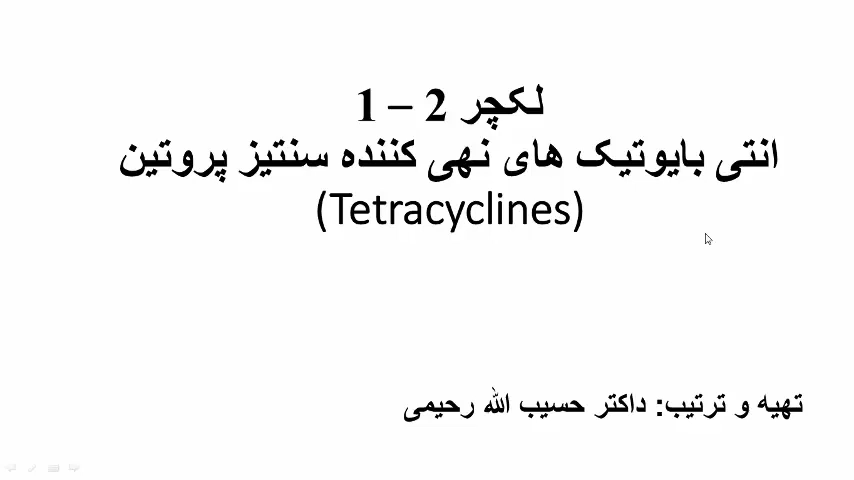 لکچر 2 – 1
انتی بایوتیک های نهی کننده سنتیز پروتین
(Tetracyclines)
تهیه و ترتیب: داکتر حسیب الله رحیمی